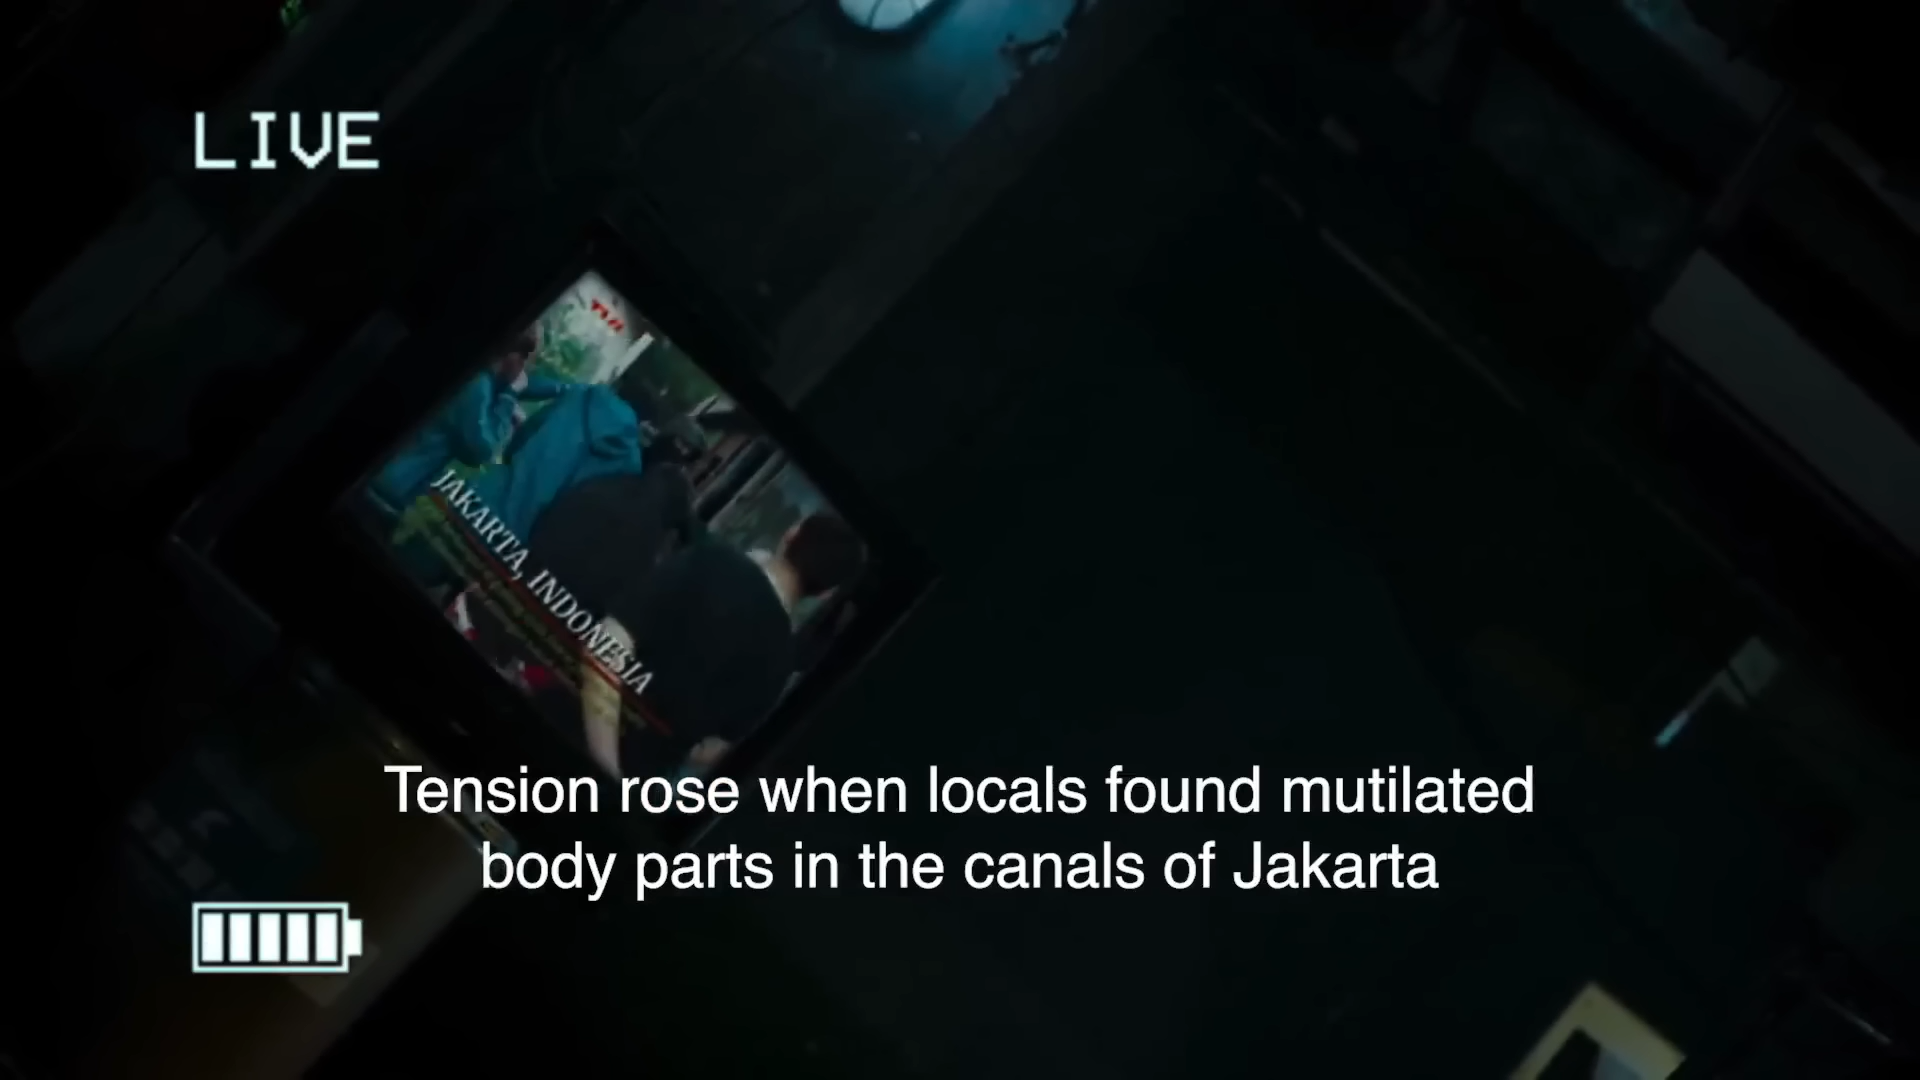 LIVE
JAKARTA, INDONESIA
Tension rose when locals found mutilated
body parts in the canals of Jakarta